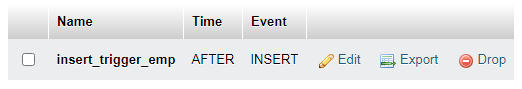 Name Time Event
insert_trigger_emp AFTER INSERT Edit Export Drop